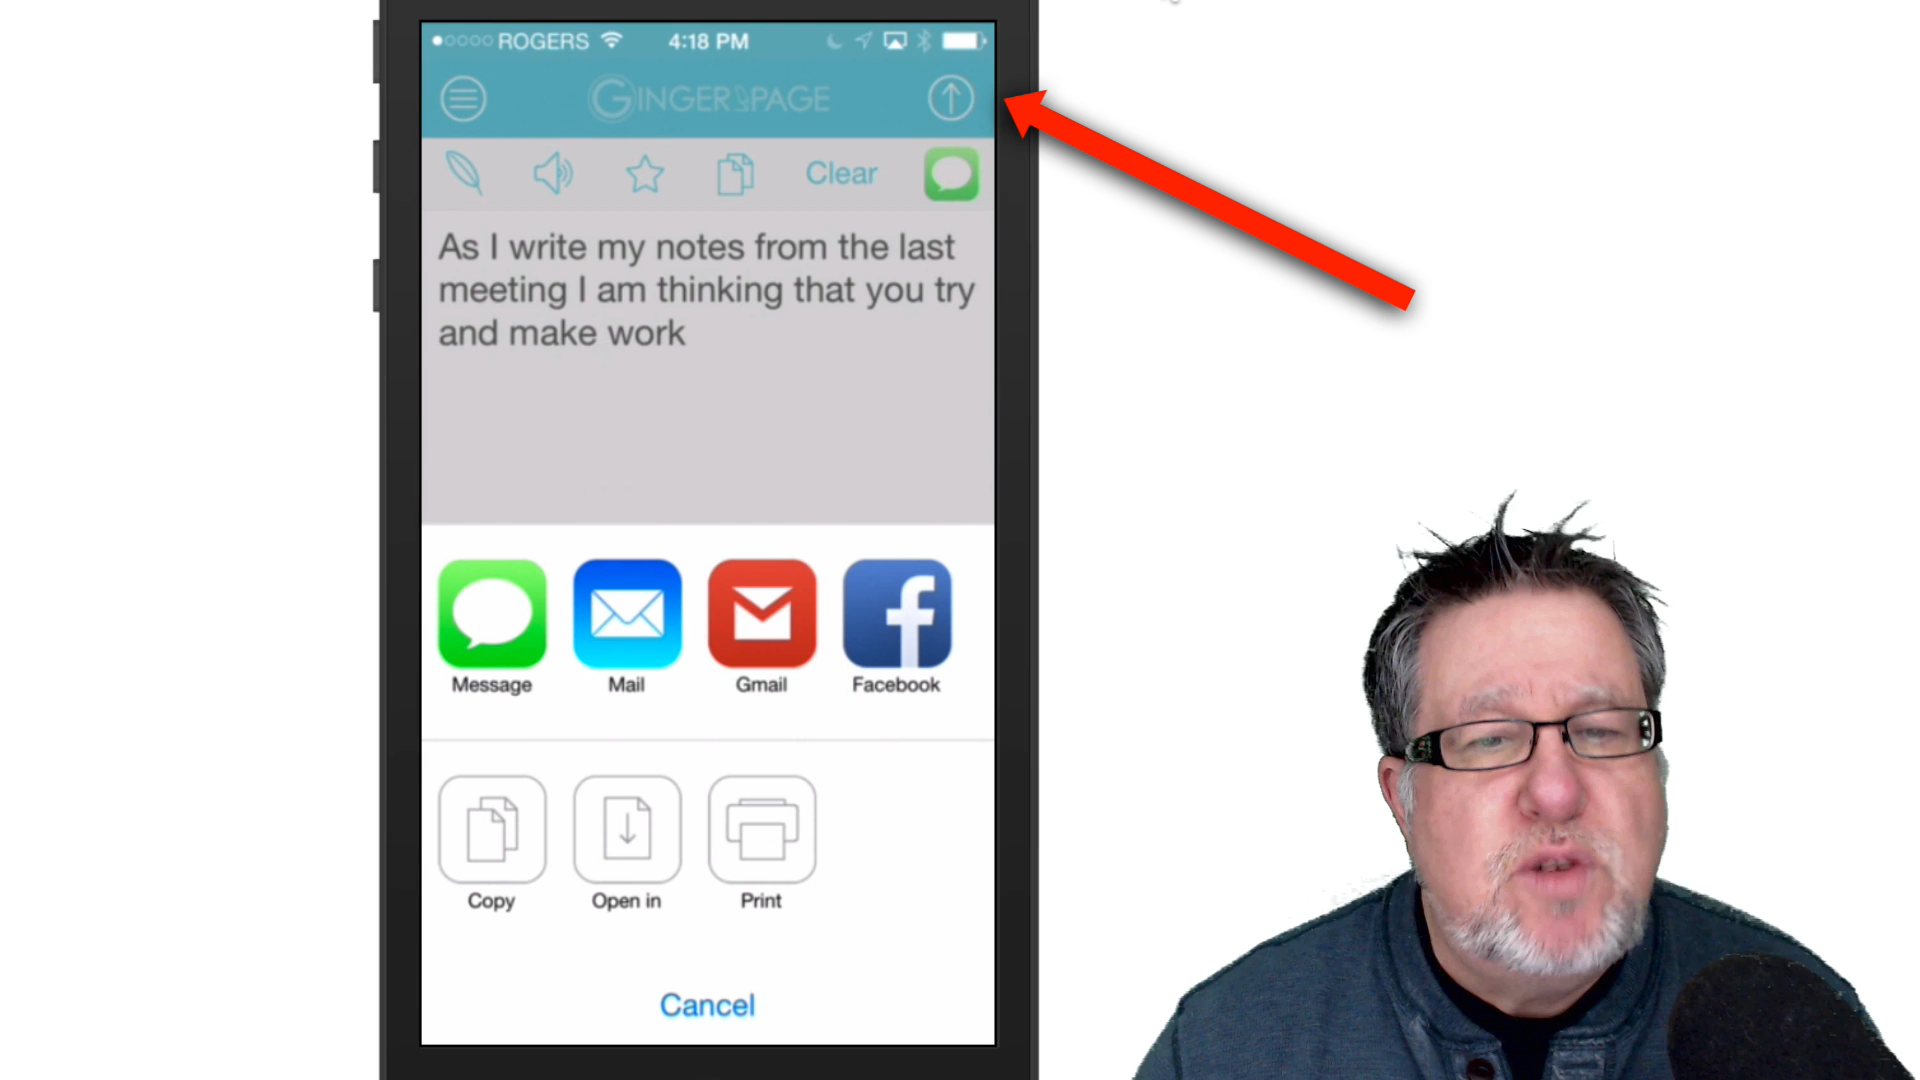 ROGERS 4:18 PM
GINGER PAGE
Clear
As I write my notes from the last
meeting I am thinking that you try
and make work
Message Mail Gmail Facebook
Copy Open in Print
Cancel